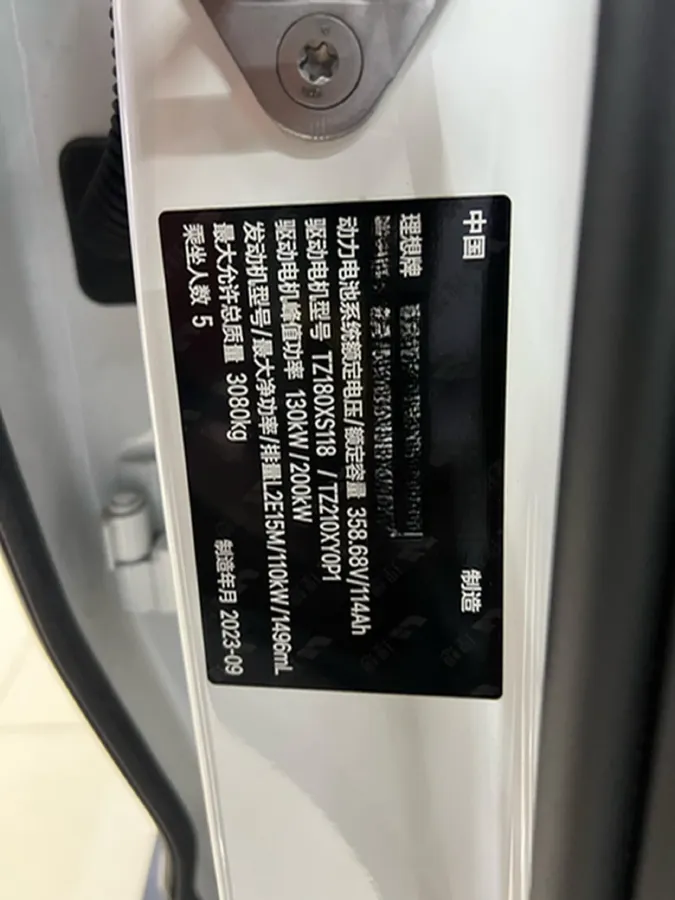 中国 制造
理想牌
动力电池系统额定电压/额定容量 358.68V/114Ah
驱动电机型号 TZ180XS118 / TZ210XY0P1
驱动电机峰值功率 130kW/200kW
发动机型号/最大净功率/排量L2E15M/110kW/1496mL
最大允许总质量 3080kg 制造年月 2023-09
乘坐人数 5